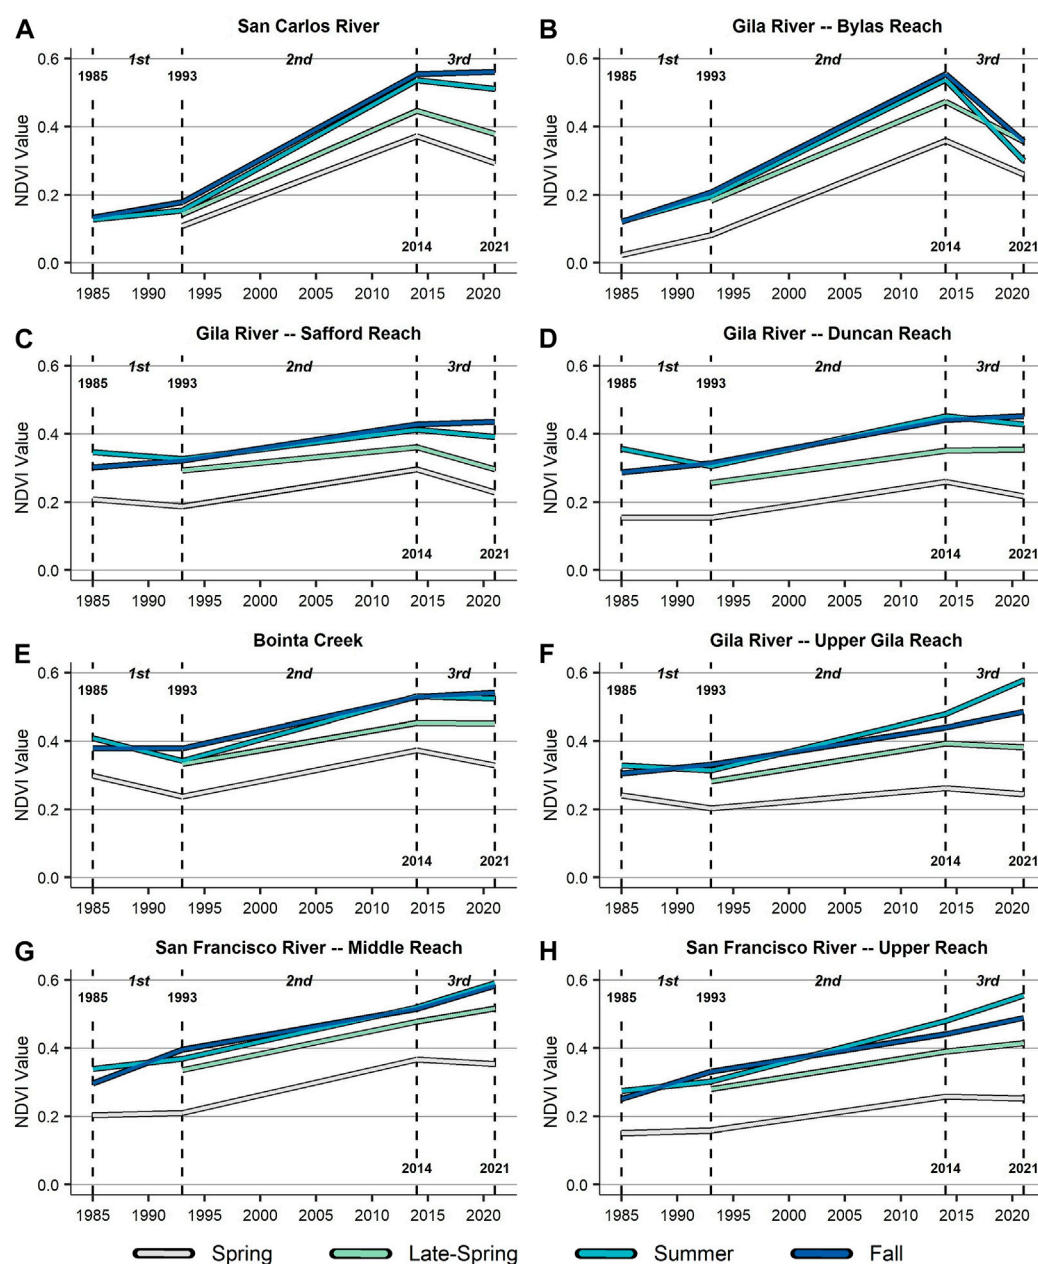 A San Carlos River
B Gila River -- Bylas Reach
NDVI Value
0.6
0.4
0.2
0.0
1st 2nd 3rd
1985 1993
2014 2021
1985 1990 1995 2000 2005 2010 2015 2020
NDVI Value
0.6
0.4
0.2
0.0
1st 2nd 3rd
1985 1993
2014 2021
1985 1990 1995 2000 2005 2010 2015 2020
C Gila River -- Safford Reach
D Gila River -- Duncan Reach
NDVI Value
0.6
0.4
0.2
0.0
1st 2nd 3rd
1985 1993
2014 2021
1985 1990 1995 2000 2005 2010 2015 2020
NDVI Value
0.6
0.4
0.2
0.0
1st 2nd 3rd
1985 1993
2014 2021
1985 1990 1995 2000 2005 2010 2015 2020
E Bointa Creek
F Gila River -- Upper Gila Reach
NDVI Value
0.6
0.4
0.2
0.0
1st 2nd 3rd
1985 1993
2014 2021
1985 1990 1995 2000 2005 2010 2015 2020
NDVI Value
0.6
0.4
0.2
0.0
1st 2nd 3rd
1985 1993
2014 2021
1985 1990 1995 2000 2005 2010 2015 2020
G San Francisco River -- Middle Reach
H San Francisco River -- Upper Reach
NDVI Value
0.6
0.4
0.2
0.0
1st 2nd 3rd
1985 1993
2014 2021
1985 1990 1995 2000 2005 2010 2015 2020
NDVI Value
0.6
0.4
0.2
0.0
1st 2nd 3rd
1985 1993
2014 2021
1985 1990 1995 2000 2005 2010 2015 2020
Spring Late-Spring Summer Fall